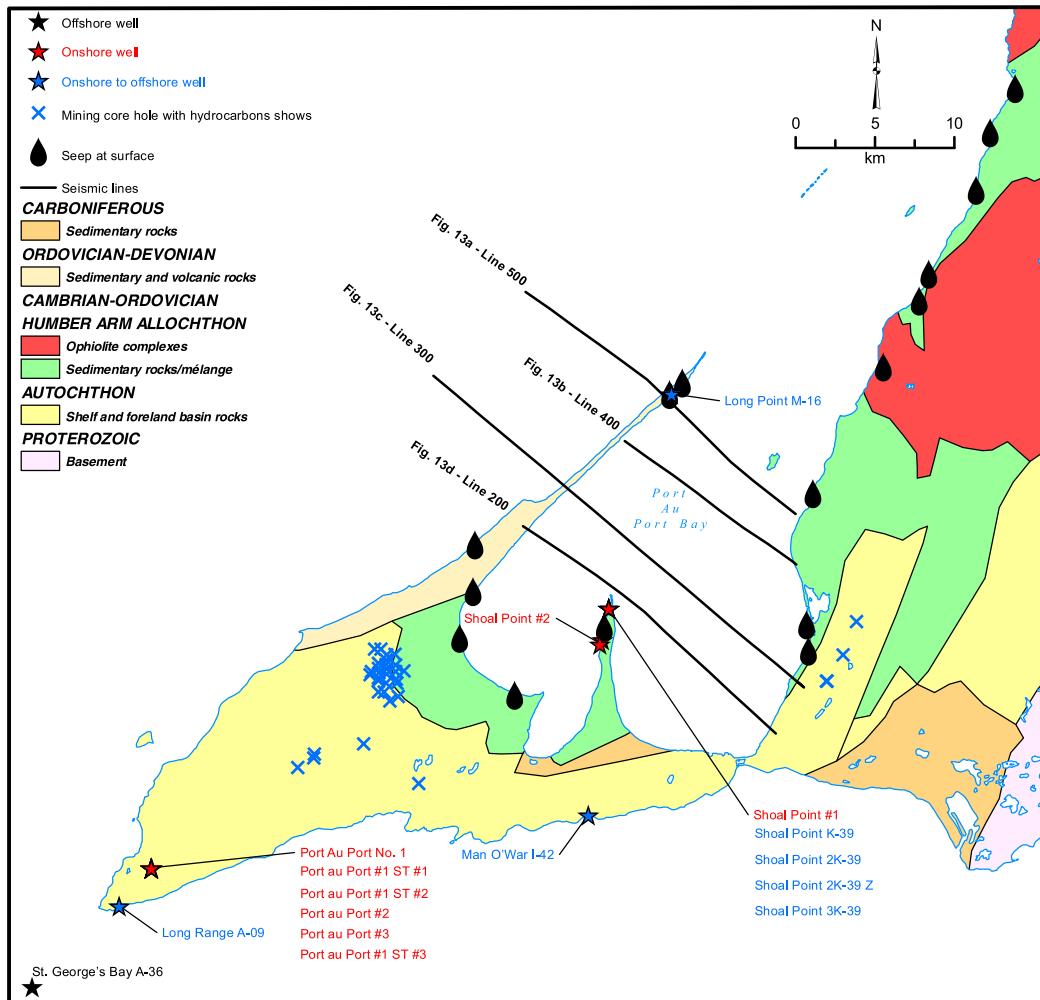 Offshore well
Onshore well
Onshore to offshore well
Mining core hole with hydrocarbons shows
Seep at surface
Seismic lines
CARBONIFEROUS
Sedimentary rocks
ORDOVICIAN-DEVONIAN
Sedimentary and volcanic rocks
CAMBRIAN-ORDOVICIAN
HUMBER ARM ALLOCHTHON
Ophiolite complexes
Sedimentary rocks/mélange
AUTOCHTHON
Shelf and foreland basin rocks
PROTEROZOIC
Basement
N
0 5 10
km
Fig. 13a - Line 500
Fig. 13c - Line 300
Fig. 13b - Line 400
Fig. 13d - Line 200
Long Point M-16
Port
Au
Port Bay
Shoal Point #2
Shoal Point #1
Shoal Point K-39
Shoal Point 2K-39
Shoal Point 2K-39 Z
Shoal Point 3K-39
Man O'War I-42
Port Au Port No. 1
Port au Port #1 ST #1
Port au Port #1 ST #2
Port au Port #2
Port au Port #3
Port au Port #1 ST #3
Long Range A-09
St. George's Bay A-36